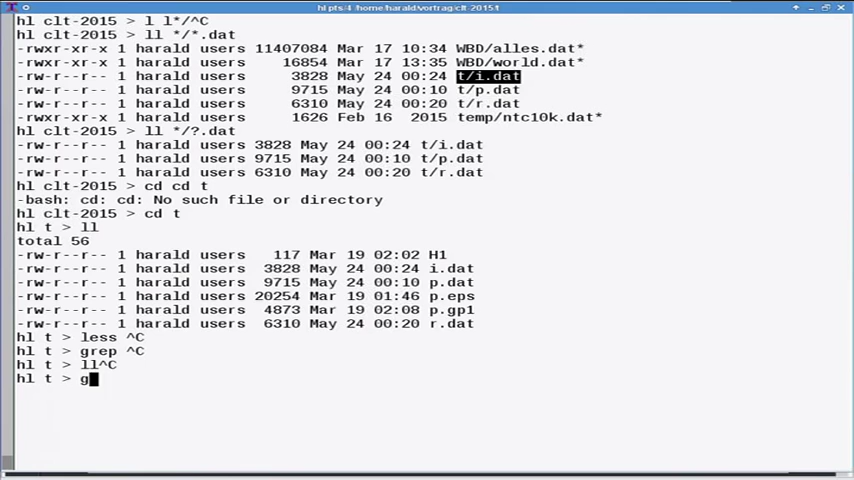 hl pts/4 /home/harald/vortrag/clt-2015/t
hl clt-2015 > l l*/^C
hl clt-2015 > ll */*.dat
-rwxr-xr-x 1 harald users 11407084 Mar 17 10:34 WBD/alles.dat*
-rwxr-xr-x 1 harald users    16854 Mar 17 13:35 WBD/world.dat*
-rw-r--r-- 1 harald users     3828 May 24 00:24 t/i.dat
-rw-r--r-- 1 harald users     9715 May 24 00:10 t/p.dat
-rw-r--r-- 1 harald users     6310 May 24 00:20 t/r.dat
-rwxr-xr-x 1 harald users     1626 Feb 16  2015 temp/ntc10k.dat*
hl clt-2015 > ll */?.dat
-rw-r--r-- 1 harald users 3828 May 24 00:24 t/i.dat
-rw-r--r-- 1 harald users 9715 May 24 00:10 t/p.dat
-rw-r--r-- 1 harald users 6310 May 24 00:20 t/r.dat
hl clt-2015 > cd cd t
-bash: cd: cd: No such file or directory
hl clt-2015 > cd t
hl t > ll
total 56
-rw-r--r-- 1 harald users   117 Mar 19 02:02 H1
-rw-r--r-- 1 harald users  3828 May 24 00:24 i.dat
-rw-r--r-- 1 harald users  9715 May 24 00:10 p.dat
-rw-r--r-- 1 harald users 20254 Mar 19 01:46 p.eps
-rw-r--r-- 1 harald users  4873 Mar 19 02:08 p.gp1
-rw-r--r-- 1 harald users  6310 May 24 00:20 r.dat
hl t > less ^C
hl t > grep ^C
hl t > ll^C
hl t > g